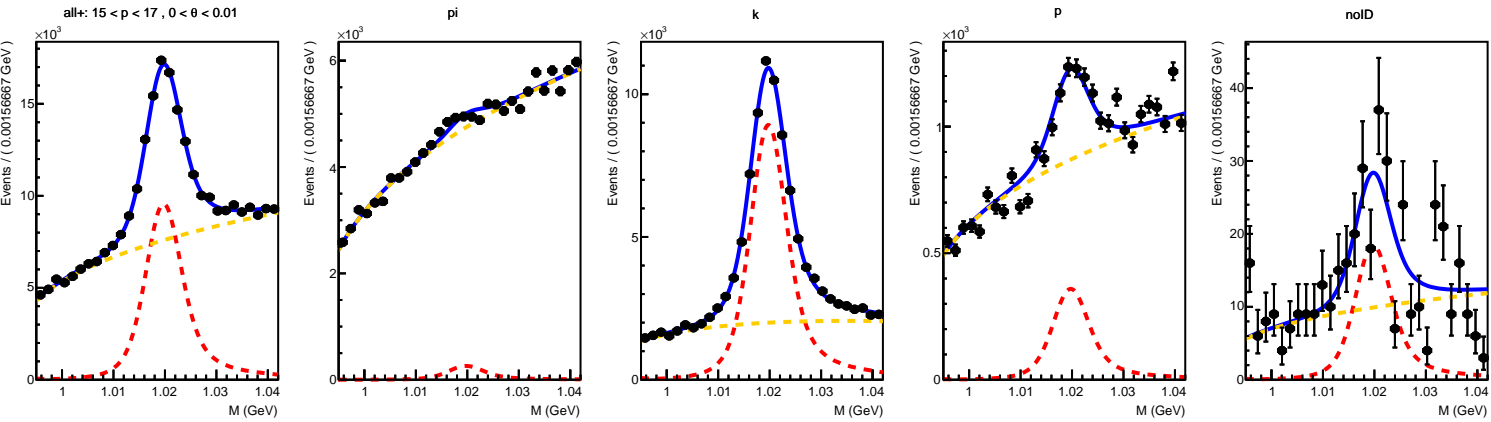 all+: 15 < p < 17 , 0 < θ < 0.01
×10³
Events / ( 0.00156667 GeV )
15
10
5
0
1 1.01 1.02 1.03 1.04
M (GeV)
pi
×10³
Events / ( 0.00156667 GeV )
6
4
2
0
1 1.01 1.02 1.03 1.04
M (GeV)
k
×10³
Events / ( 0.00156667 GeV )
10
5
0
1 1.01 1.02 1.03 1.04
M (GeV)
p
×10³
Events / ( 0.00156667 GeV )
1
0.5
0
1 1.01 1.02 1.03 1.04
M (GeV)
noID
Events / ( 0.00156667 GeV )
40
30
20
10
0
1 1.01 1.02 1.03 1.04
M (GeV)